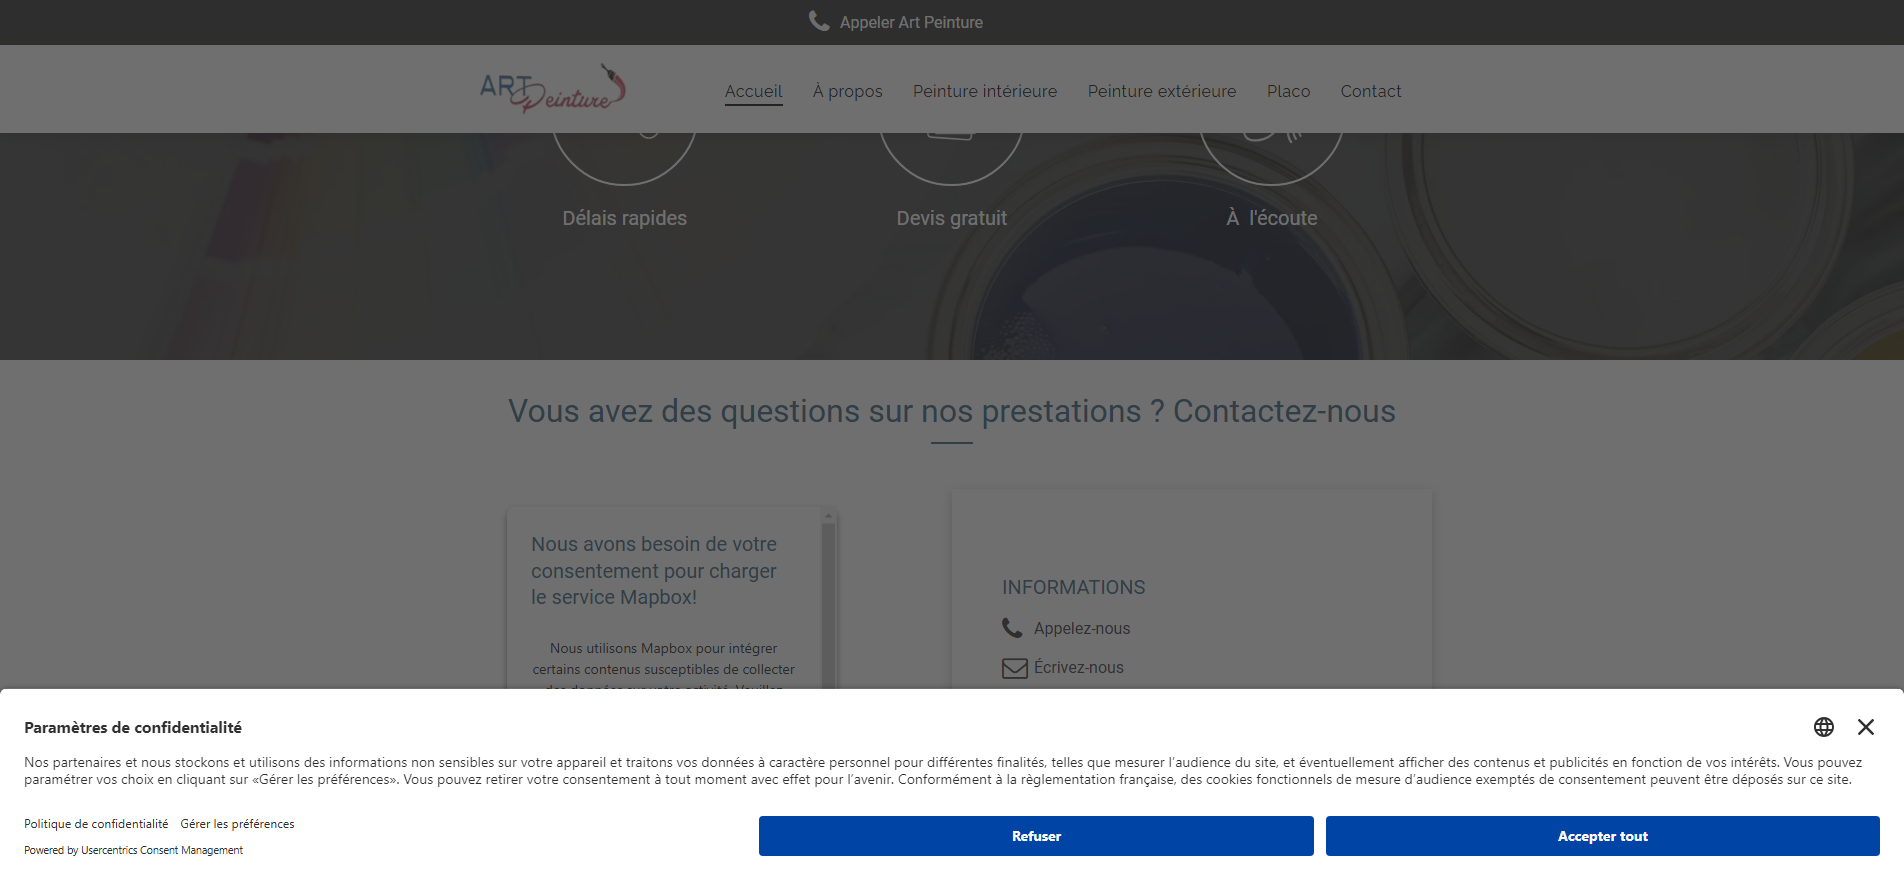 Appeler Art Peinture
ART
Peinture
Accueil À propos Peinture intérieure Peinture extérieure Placo Contact
Délais rapides Devis gratuit À l'écoute
Vous avez des questions sur nos prestations ? Contactez-nous
Nous avons besoin de votre
consentement pour charger
le service Mapbox!
Nous utilisons Mapbox pour intégrer
certains contenus susceptibles de collecter
des données sur votre activité. Veuillez
INFORMATIONS
Appelez-nous
Écrivez-nous
Paramètres de confidentialité
Nos partenaires et nous stockons et utilisons des informations non sensibles sur votre appareil et traitons vos données à caractère personnel pour différentes finalités, telles que mesurer l’audience du site, et éventuellement afficher des contenus et publicités en fonction de vos intérêts. Vous pouvez
paramétrer vos choix en cliquant sur «Gérer les préférences». Vous pouvez retirer votre consentement à tout moment avec effet pour l’avenir. Conformément à la règlementation française, des cookies fonctionnels de mesure d’audience exemptés de consentement peuvent être déposés sur ce site.
Politique de confidentialité Gérer les préférences
Powered by Usercentrics Consent Management
Refuser
Accepter tout